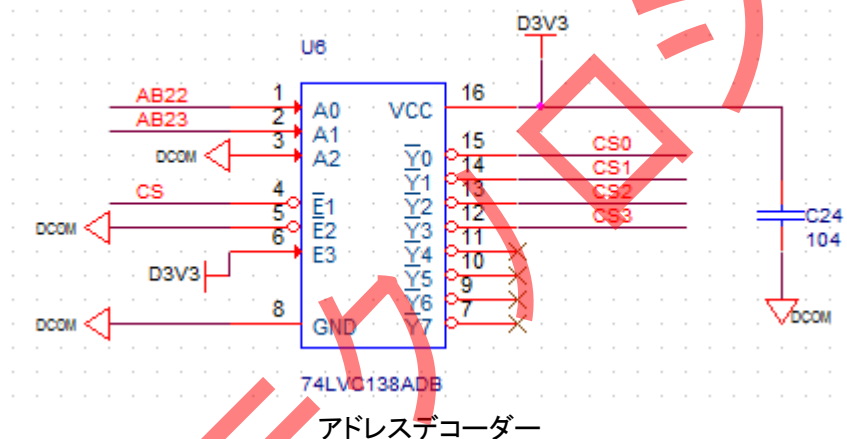 D3V3
U6
AB22 1 A0 VCC 16
AB23 2 A1
DCOM 3 A2 Y0 15 CS0
Y1 14 CS1
CS 4 E1 Y2 13 CS2
DCOM 5 E2 Y3 12 CS3
C24
104
D3V3 6 E3 Y4 11
Y5 10
Y6 9
DCOM 8 GND Y7 7
DCOM
74LVC138ADB
アドレスデコーダー